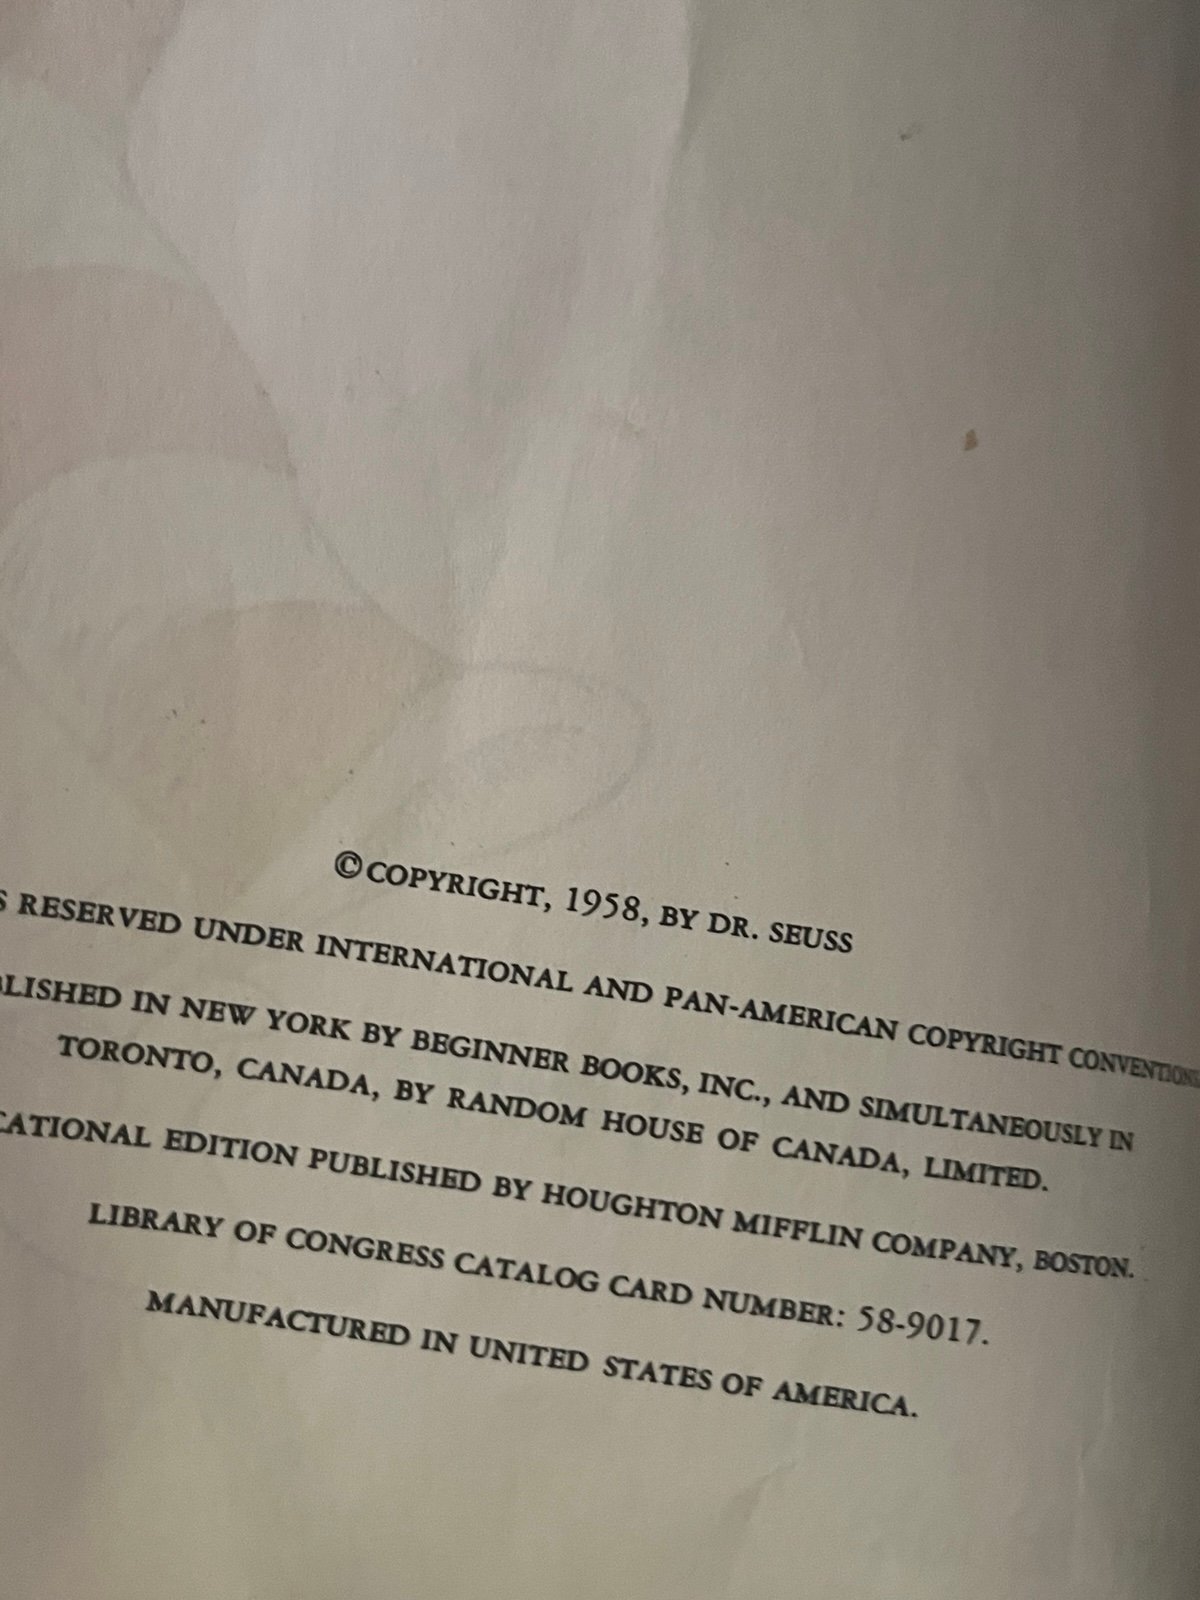 ©COPYRIGHT, 1958, BY DR. SEUSS
RESERVED UNDER INTERNATIONAL AND PAN-AMERICAN COPYRIGHT CONVENTIONS
LISHED IN NEW YORK BY BEGINNER BOOKS, INC., AND SIMULTANEOUSLY IN
TORONTO, CANADA, BY RANDOM HOUSE OF CANADA, LIMITED.
CATIONAL EDITION PUBLISHED BY HOUGHTON MIFFLIN COMPANY, BOSTON.
LIBRARY OF CONGRESS CATALOG CARD NUMBER: 58-9017.
MANUFACTURED IN UNITED STATES OF AMERICA.